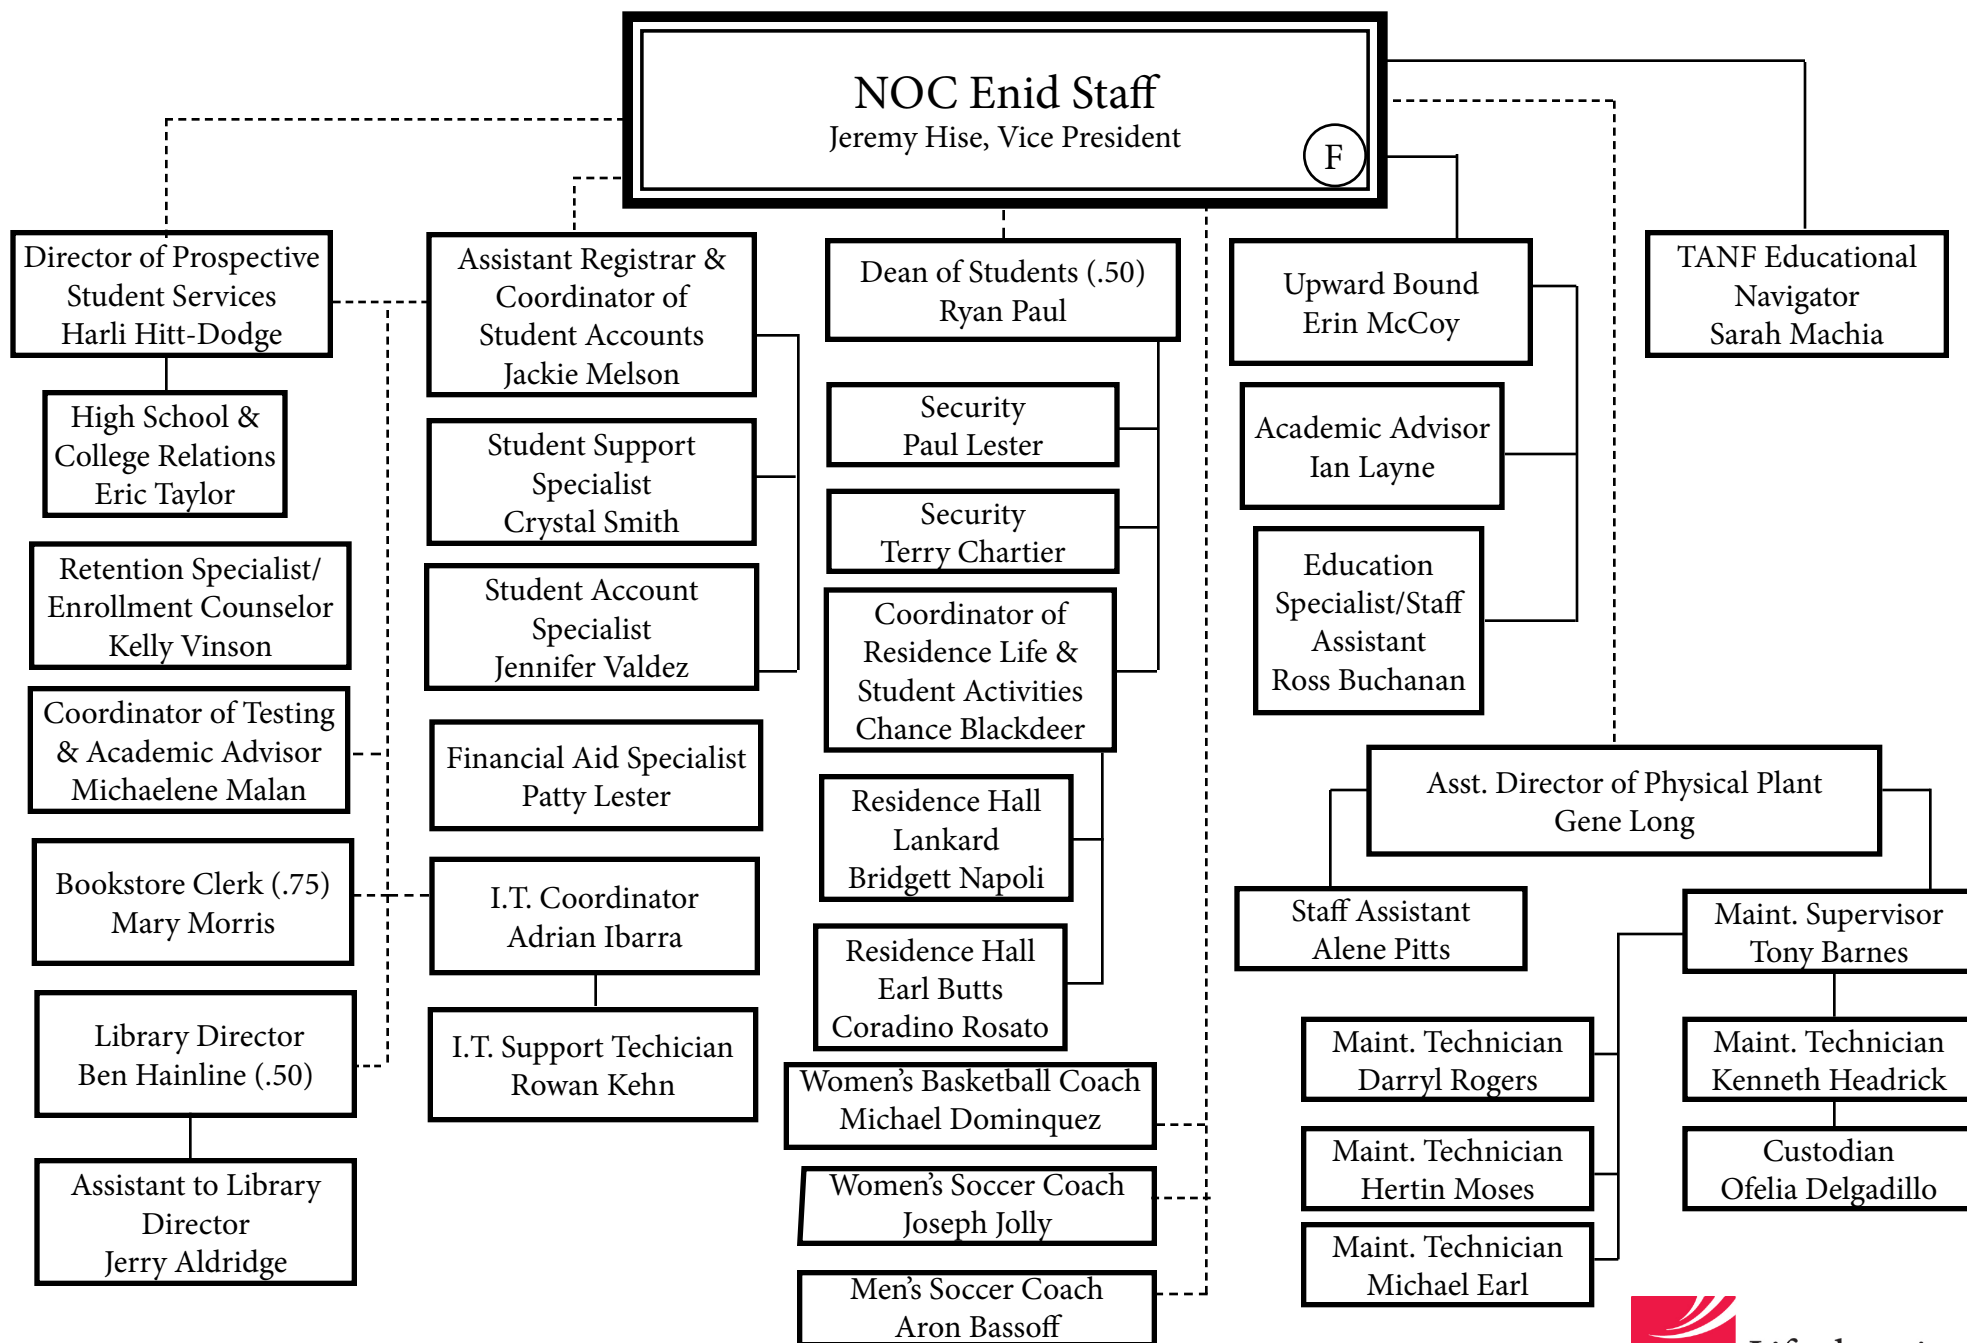 NOC Enid Staff
Jeremy Hise, Vice President
F
Director of Prospective
Student Services
Harli Hitt-Dodge
High School &
College Relations
Eric Taylor
Retention Specialist/
Enrollment Counselor
Kelly Vinson
Coordinator of Testing
& Academic Advisor
Michaelene Malan
Bookstore Clerk (.75)
Mary Morris
Library Director
Ben Hainline (.50)
Assistant to Library
Director
Jerry Aldridge
Assistant Registrar &
Coordinator of
Student Accounts
Jackie Melson
Student Support
Specialist
Crystal Smith
Student Account
Specialist
Jennifer Valdez
Financial Aid Specialist
Patty Lester
I.T. Coordinator
Adrian Ibarra
I.T. Support Techician
Rowan Kehn
Dean of Students (.50)
Ryan Paul
Security
Paul Lester
Security
Terry Chartier
Coordinator of
Residence Life &
Student Activities
Chance Blackdeer
Residence Hall
Lankard
Bridgett Napoli
Residence Hall
Earl Butts
Coradino Rosato
Women's Basketball Coach
Michael Dominquez
Women's Soccer Coach
Joseph Jolly
Men's Soccer Coach
Aron Bassoff
Upward Bound
Erin McCoy
Academic Advisor
Ian Layne
Education
Specialist/Staff
Assistant
Ross Buchanan
TANF Educational
Navigator
Sarah Machia
Asst. Director of Physical Plant
Gene Long
Staff Assistant
Alene Pitts
Maint. Supervisor
Tony Barnes
Maint. Technician
Darryl Rogers
Maint. Technician
Hertin Moses
Maint. Technician
Michael Earl
Maint. Technician
Kenneth Headrick
Custodian
Ofelia Delgadillo